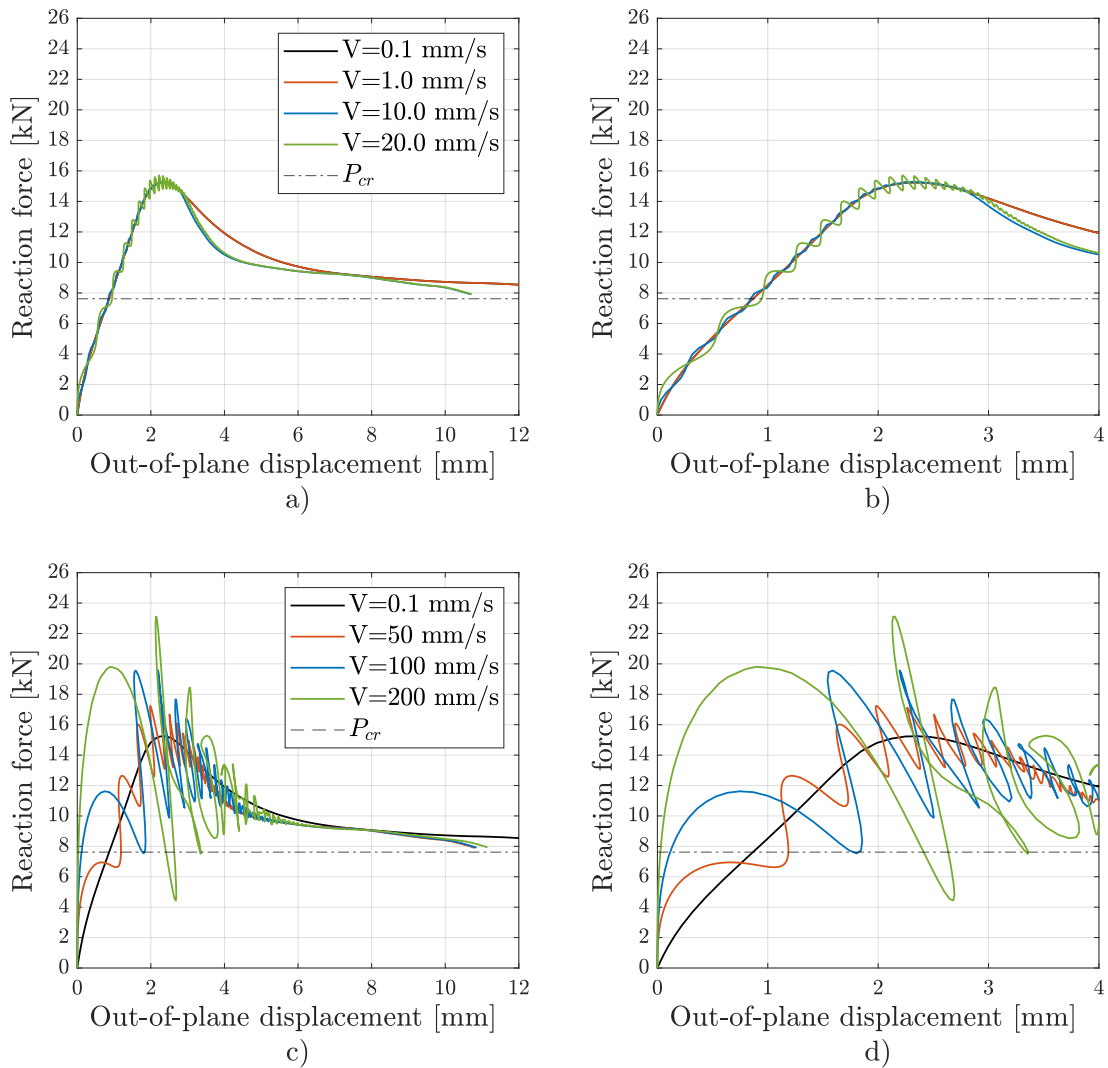 26
24
22
20
18
16
14
12
10
8
6
4
2
0
Reaction force [kN]
V=0.1 mm/s
V=1.0 mm/s
V=10.0 mm/s
V=20.0 mm/s
P_cr
0 2 4 6 8 10 12
Out-of-plane displacement [mm]
a)
26
24
22
20
18
16
14
12
10
8
6
4
2
0
Reaction force [kN]
0 1 2 3 4
Out-of-plane displacement [mm]
b)
26
24
22
20
18
16
14
12
10
8
6
4
2
0
Reaction force [kN]
V=0.1 mm/s
V=50 mm/s
V=100 mm/s
V=200 mm/s
P_cr
0 2 4 6 8 10 12
Out-of-plane displacement [mm]
c)
26
24
22
20
18
16
14
12
10
8
6
4
2
0
Reaction force [kN]
0 1 2 3 4
Out-of-plane displacement [mm]
d)